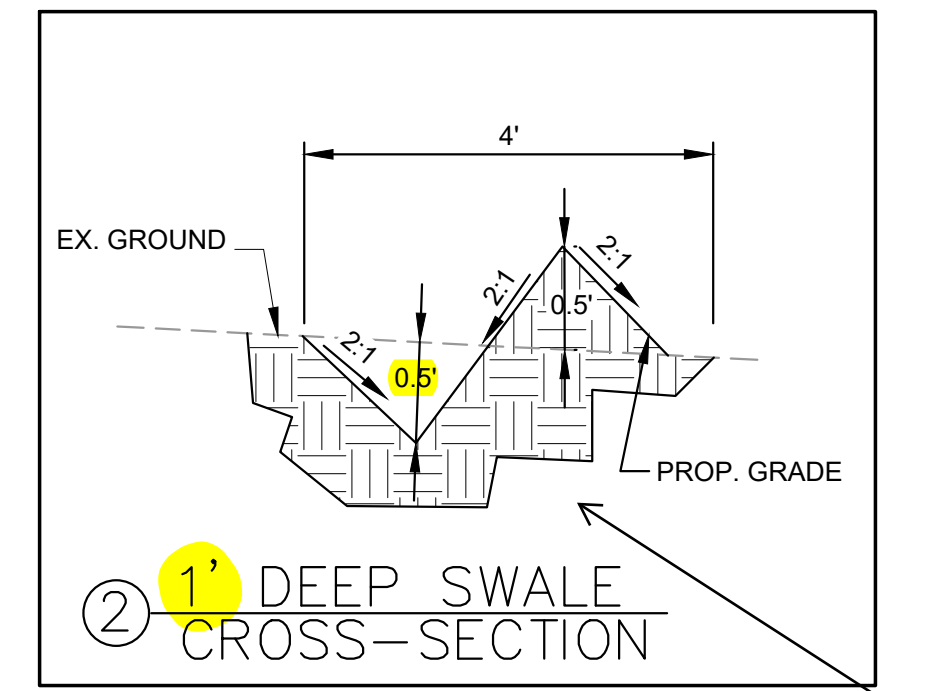 4'
EX. GROUND
2:1
2:1
2:1
0.5'
0.5'
PROP. GRADE
2
1' DEEP SWALE
CROSS-SECTION